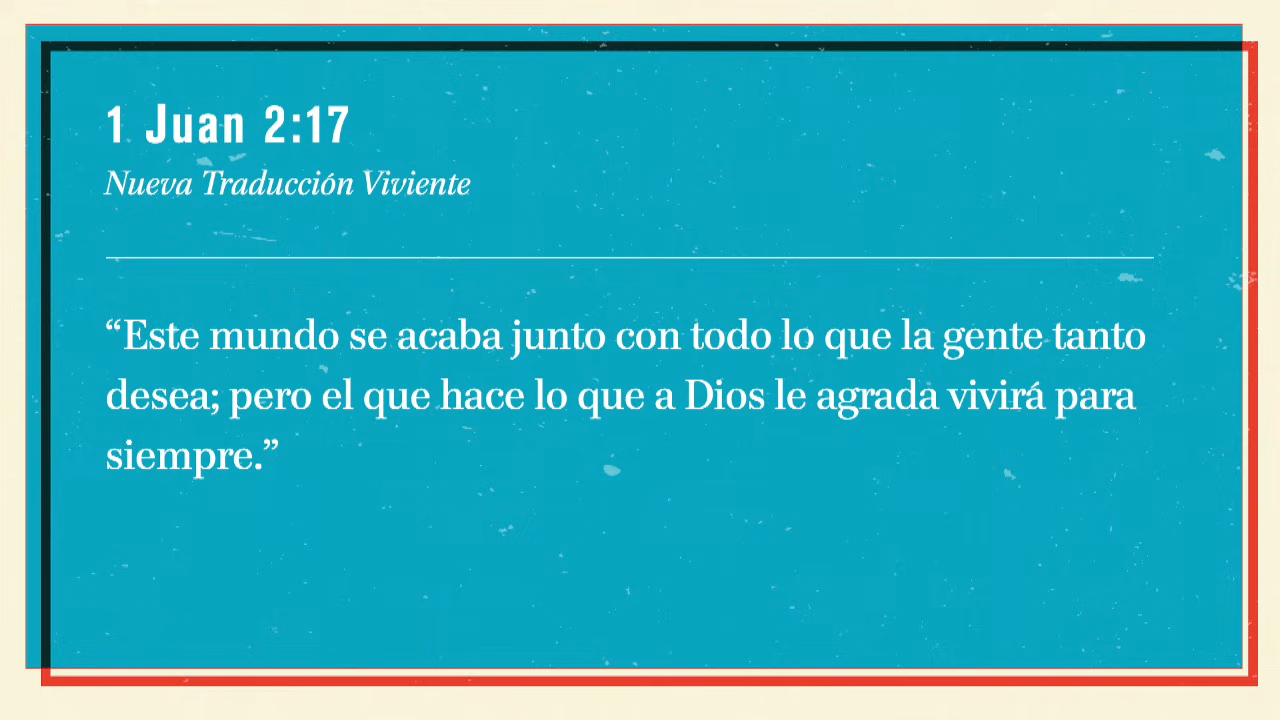 1 Juan 2:17
Nueva Traducción Viviente
“Este mundo se acaba junto con todo lo que la gente tanto
desea; pero el que hace lo que a Dios le agrada vivirá para
siempre.”